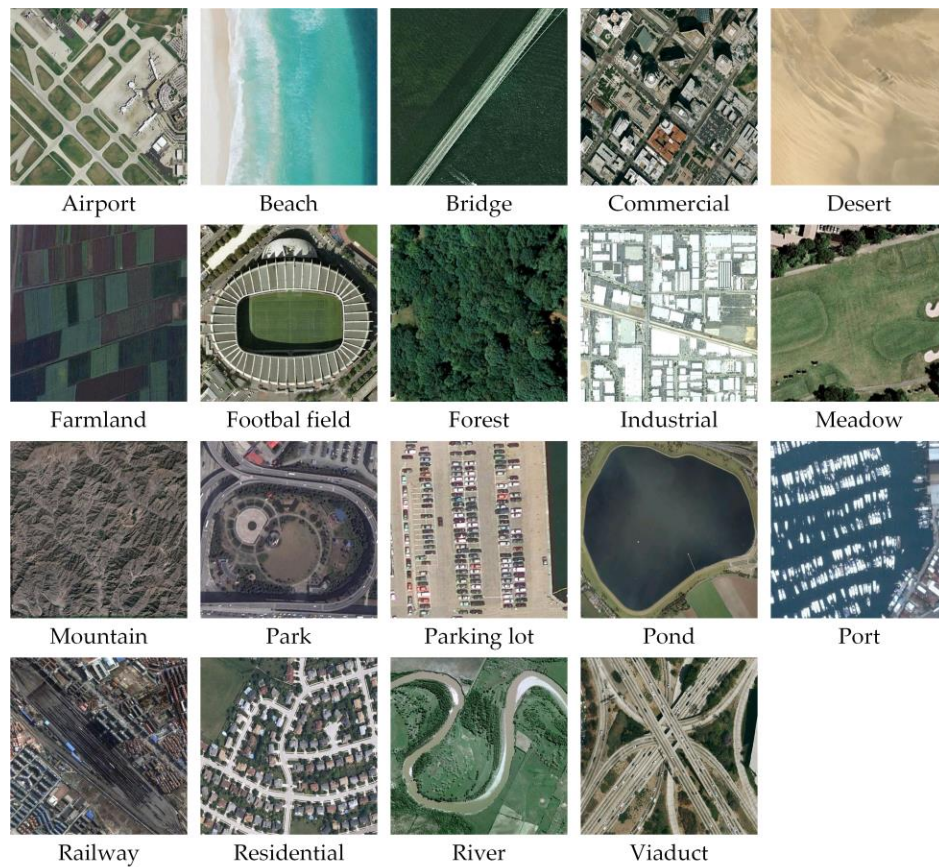 Airport
Beach
Bridge
Commercial
Desert
Farmland
Footbal field
Forest
Industrial
Meadow
Mountain
Park
Parking lot
Pond
Port
Railway
Residential
River
Viaduct